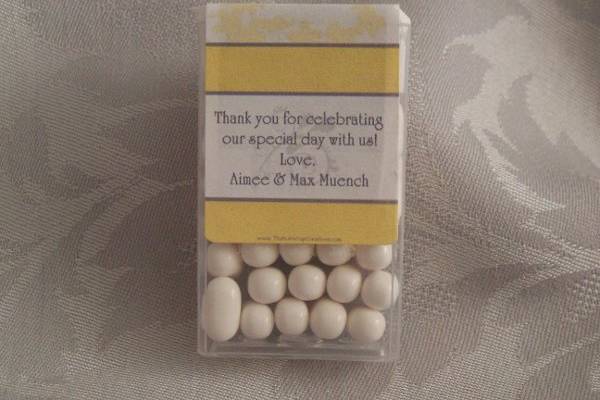 Thank you for celebrating
our special day with us!
Love,
Aimee & Max Muench